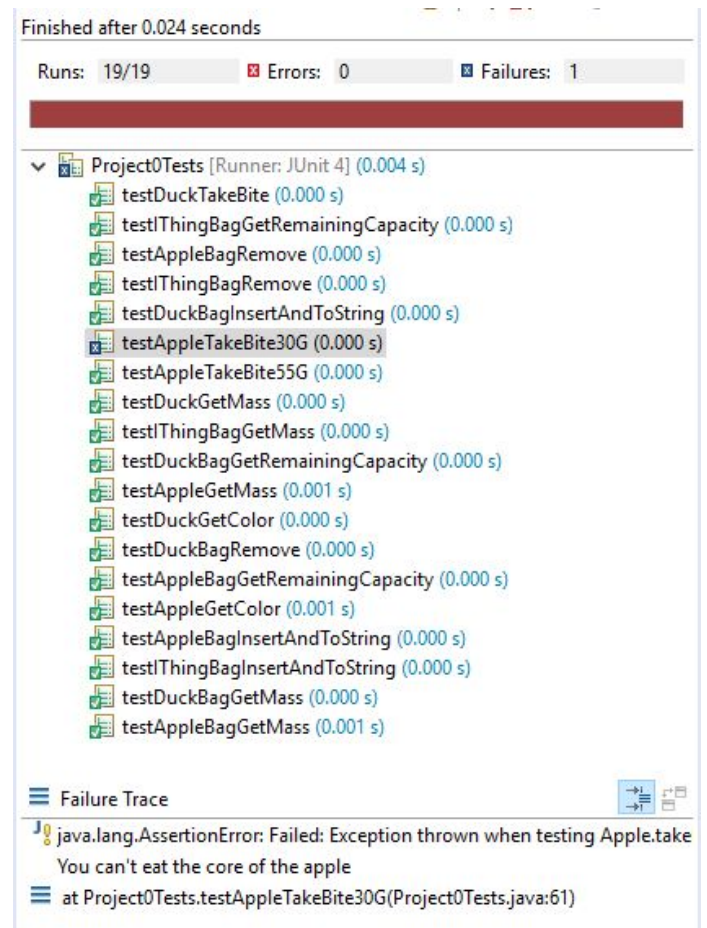 Finished after 0.024 seconds
Runs: 19/19 Errors: 0 Failures: 1
Project0Tests [Runner: JUnit 4] (0.004 s)
testDuckTakeBite (0.000 s)
testIThingBagGetRemainingCapacity (0.000 s)
testAppleBagRemove (0.000 s)
testIThingBagRemove (0.000 s)
testDuckBagInsertAndToString (0.000 s)
testAppleTakeBite30G (0.000 s)
testAppleTakeBite55G (0.000 s)
testDuckGetMass (0.000 s)
testIThingBagGetMass (0.000 s)
testDuckBagGetRemainingCapacity (0.000 s)
testAppleGetMass (0.001 s)
testDuckGetColor (0.000 s)
testDuckBagRemove (0.000 s)
testAppleBagGetRemainingCapacity (0.000 s)
testAppleGetColor (0.001 s)
testAppleBagInsertAndToString (0.000 s)
testIThingBagInsertAndToString (0.000 s)
testDuckBagGetMass (0.000 s)
testAppleBagGetMass (0.001 s)
Failure Trace
java.lang.AssertionError: Failed: Exception thrown when testing Apple.take
You can't eat the core of the apple
at Project0Tests.testAppleTakeBite30G(Project0Tests.java:61)